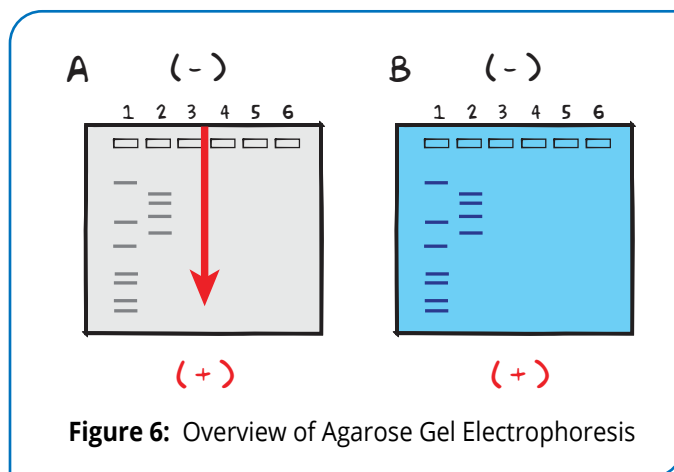 A (-) B (-)
1 2 3 4 5 6 1 2 3 4 5 6
(+) (+)
Figure 6: Overview of Agarose Gel Electrophoresis